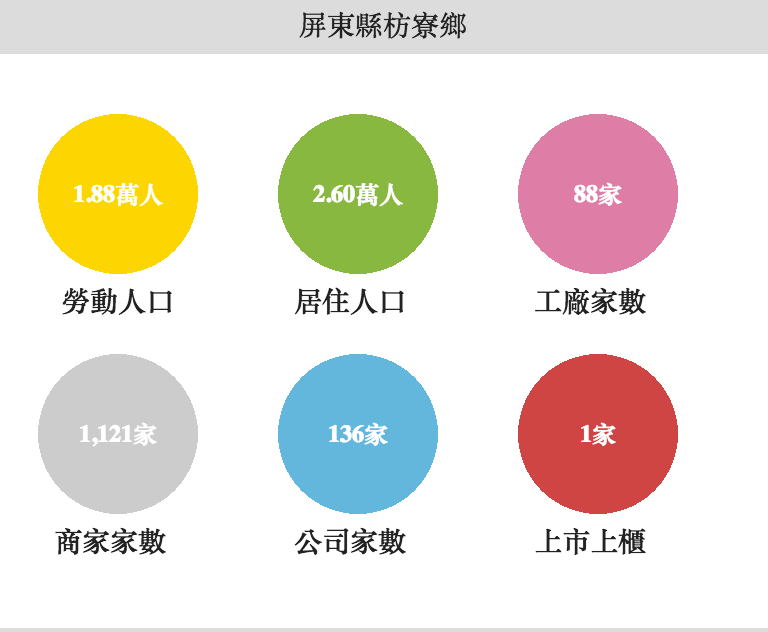 屏東縣枋寮鄉
1.88萬人
2.60萬人
88家
勞動人口
居住人口
工廠家數
1,121家
136家
1家
商家家數
公司家數
上市上櫃